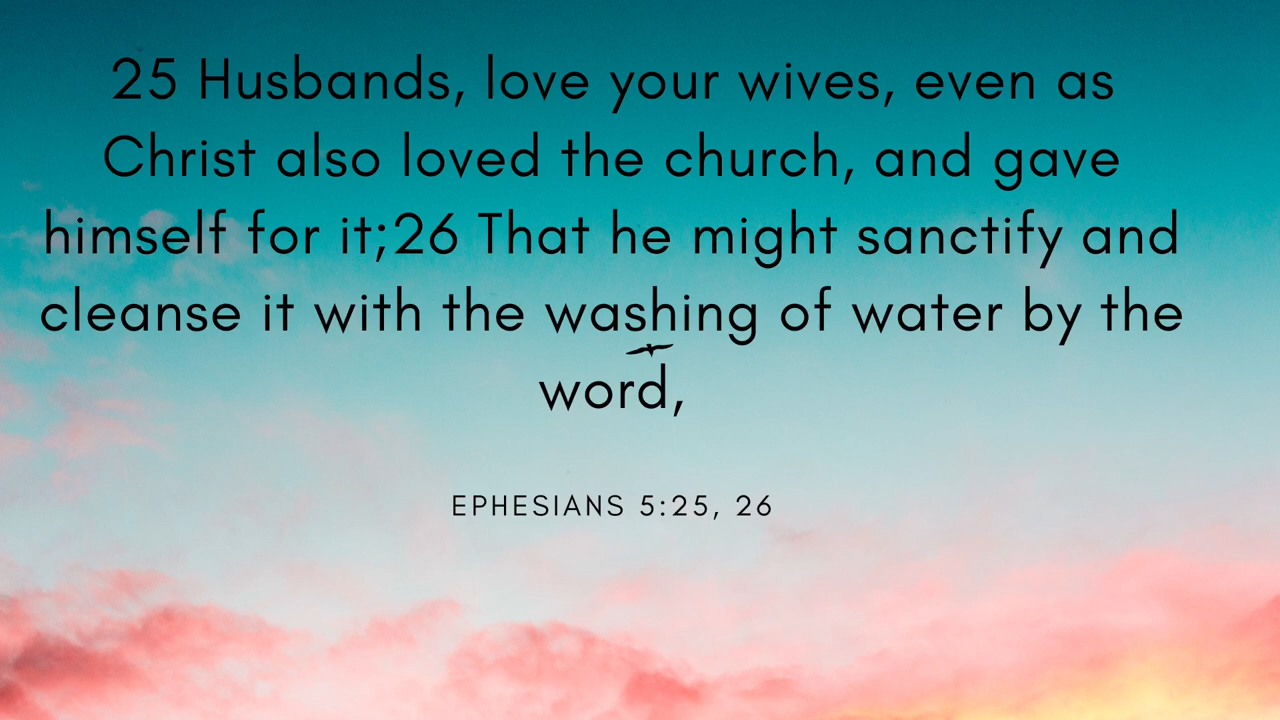 25 Husbands, love your wives, even as
Christ also loved the church, and gave
himself for it;26 That he might sanctify and
cleanse it with the washing of water by the
word,
EPHESIANS 5:25, 26